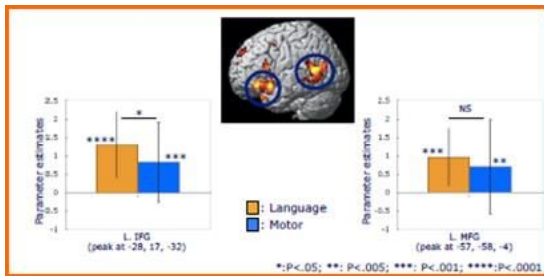 2.5
2
1.5
1
0.5
0
-0.5
-1
Parameter estimates
****
*
***
L. IFG
(peak at -28, 17, -32)
: Language
: Motor
2.5
2
1.5
1
0.5
0
-0.5
-1
Parameter estimates
***
NS
**
L. MFG
(peak at -57, -58, -4)
*:P<.05; **: P<.005; ***: P<.001; ****:P<.0001